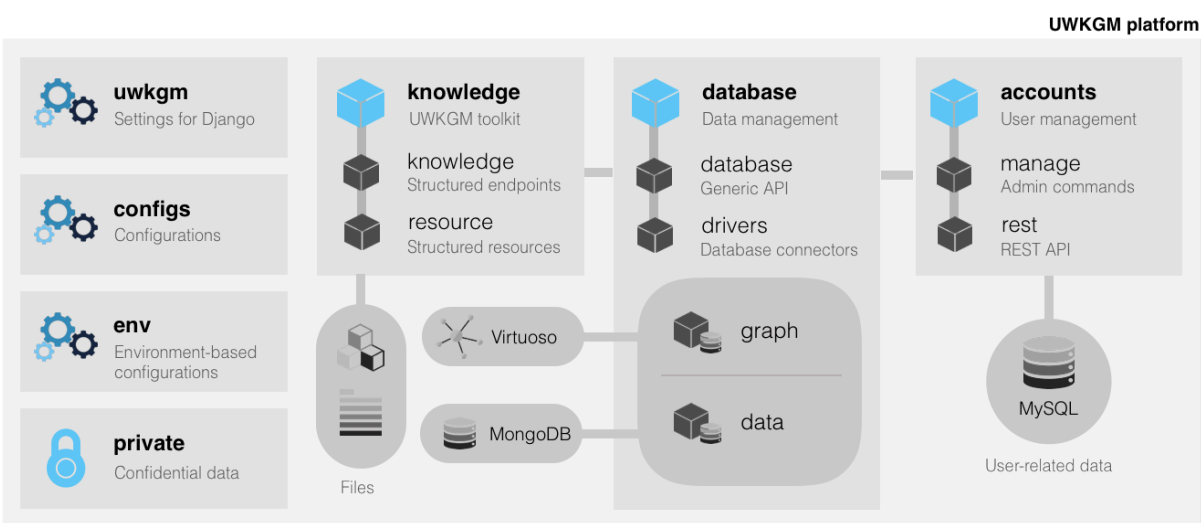 UWKGM platform
uwkgm
Settings for Django
configs
Configurations
env
Environment-based
configurations
private
Confidential data
knowledge
UWKGM toolkit
knowledge
Structured endpoints
resource
Structured resources
Files
database
Data management
database
Generic API
drivers
Database connectors
Virtuoso
graph
MongoDB
data
accounts
User management
manage
Admin commands
rest
REST API
MySQL
User-related data